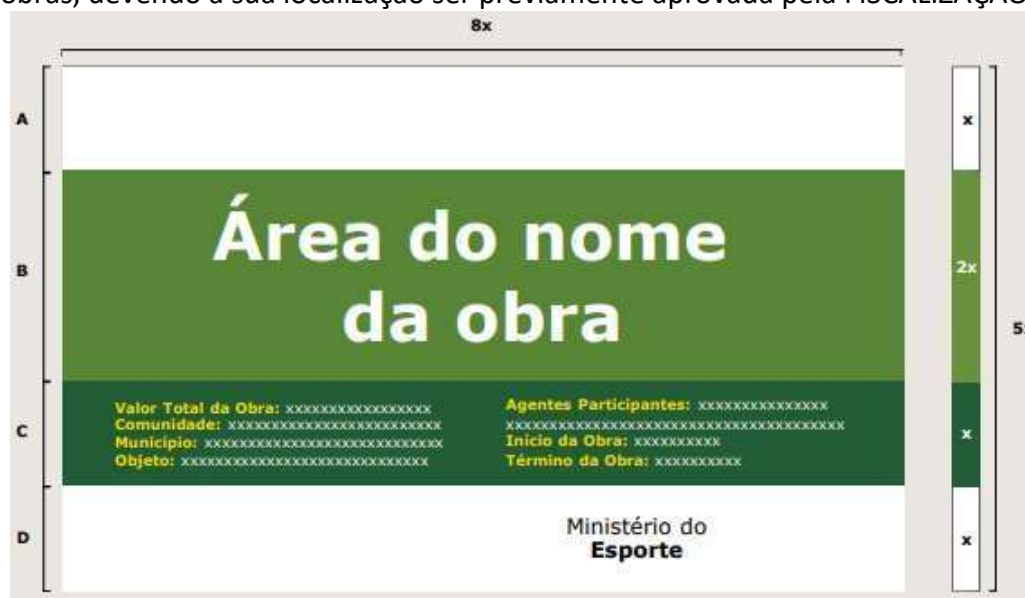 obras, devendo a sua localização ser previamente aprovada pela FISCALIZAÇÃO
8x
A
x
Área do nome
da obra
B
2x
5x
Valor Total da Obra: xxxxxxxxxxxxxxxxx
Agentes Participantes: xxxxxxxxxxxxxxx
Comunidade: xxxxxxxxxxxxxxxxxxxxxxxxx
xxxxxxxxxxxxxxxxxxxxxxxxxxxxxxxxxxxxxxxx
Município: xxxxxxxxxxxxxxxxxxxxxxxxxxxx
Início da Obra: xxxxxxxxxx
Objeto: xxxxxxxxxxxxxxxxxxxxxxxxxxxxx
Término da Obra: xxxxxxxxxx
C
x
Ministério do
Esporte
D
x